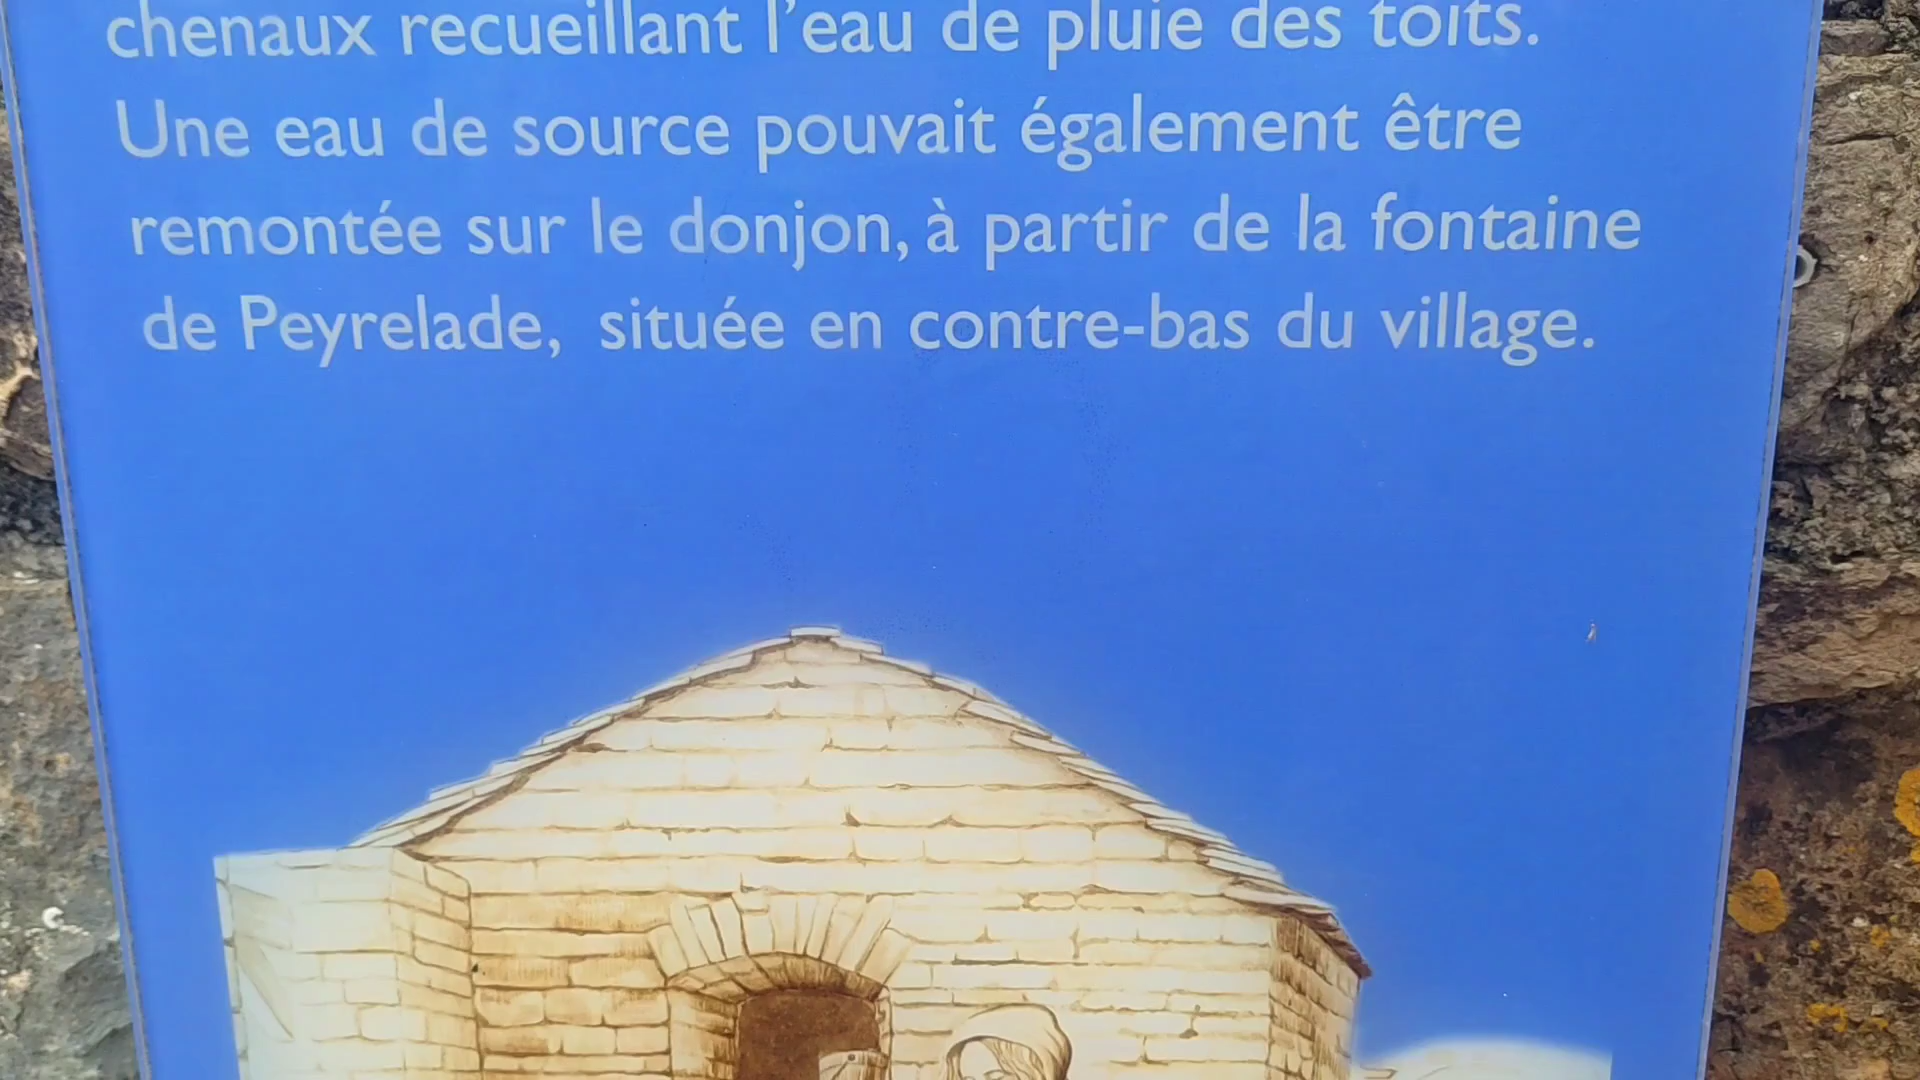 chenaux recueillant l'eau de pluie des toits.
Une eau de source pouvait également être
remontée sur le donjon, à partir de la fontaine
de Peyrelade, située en contre-bas du village.